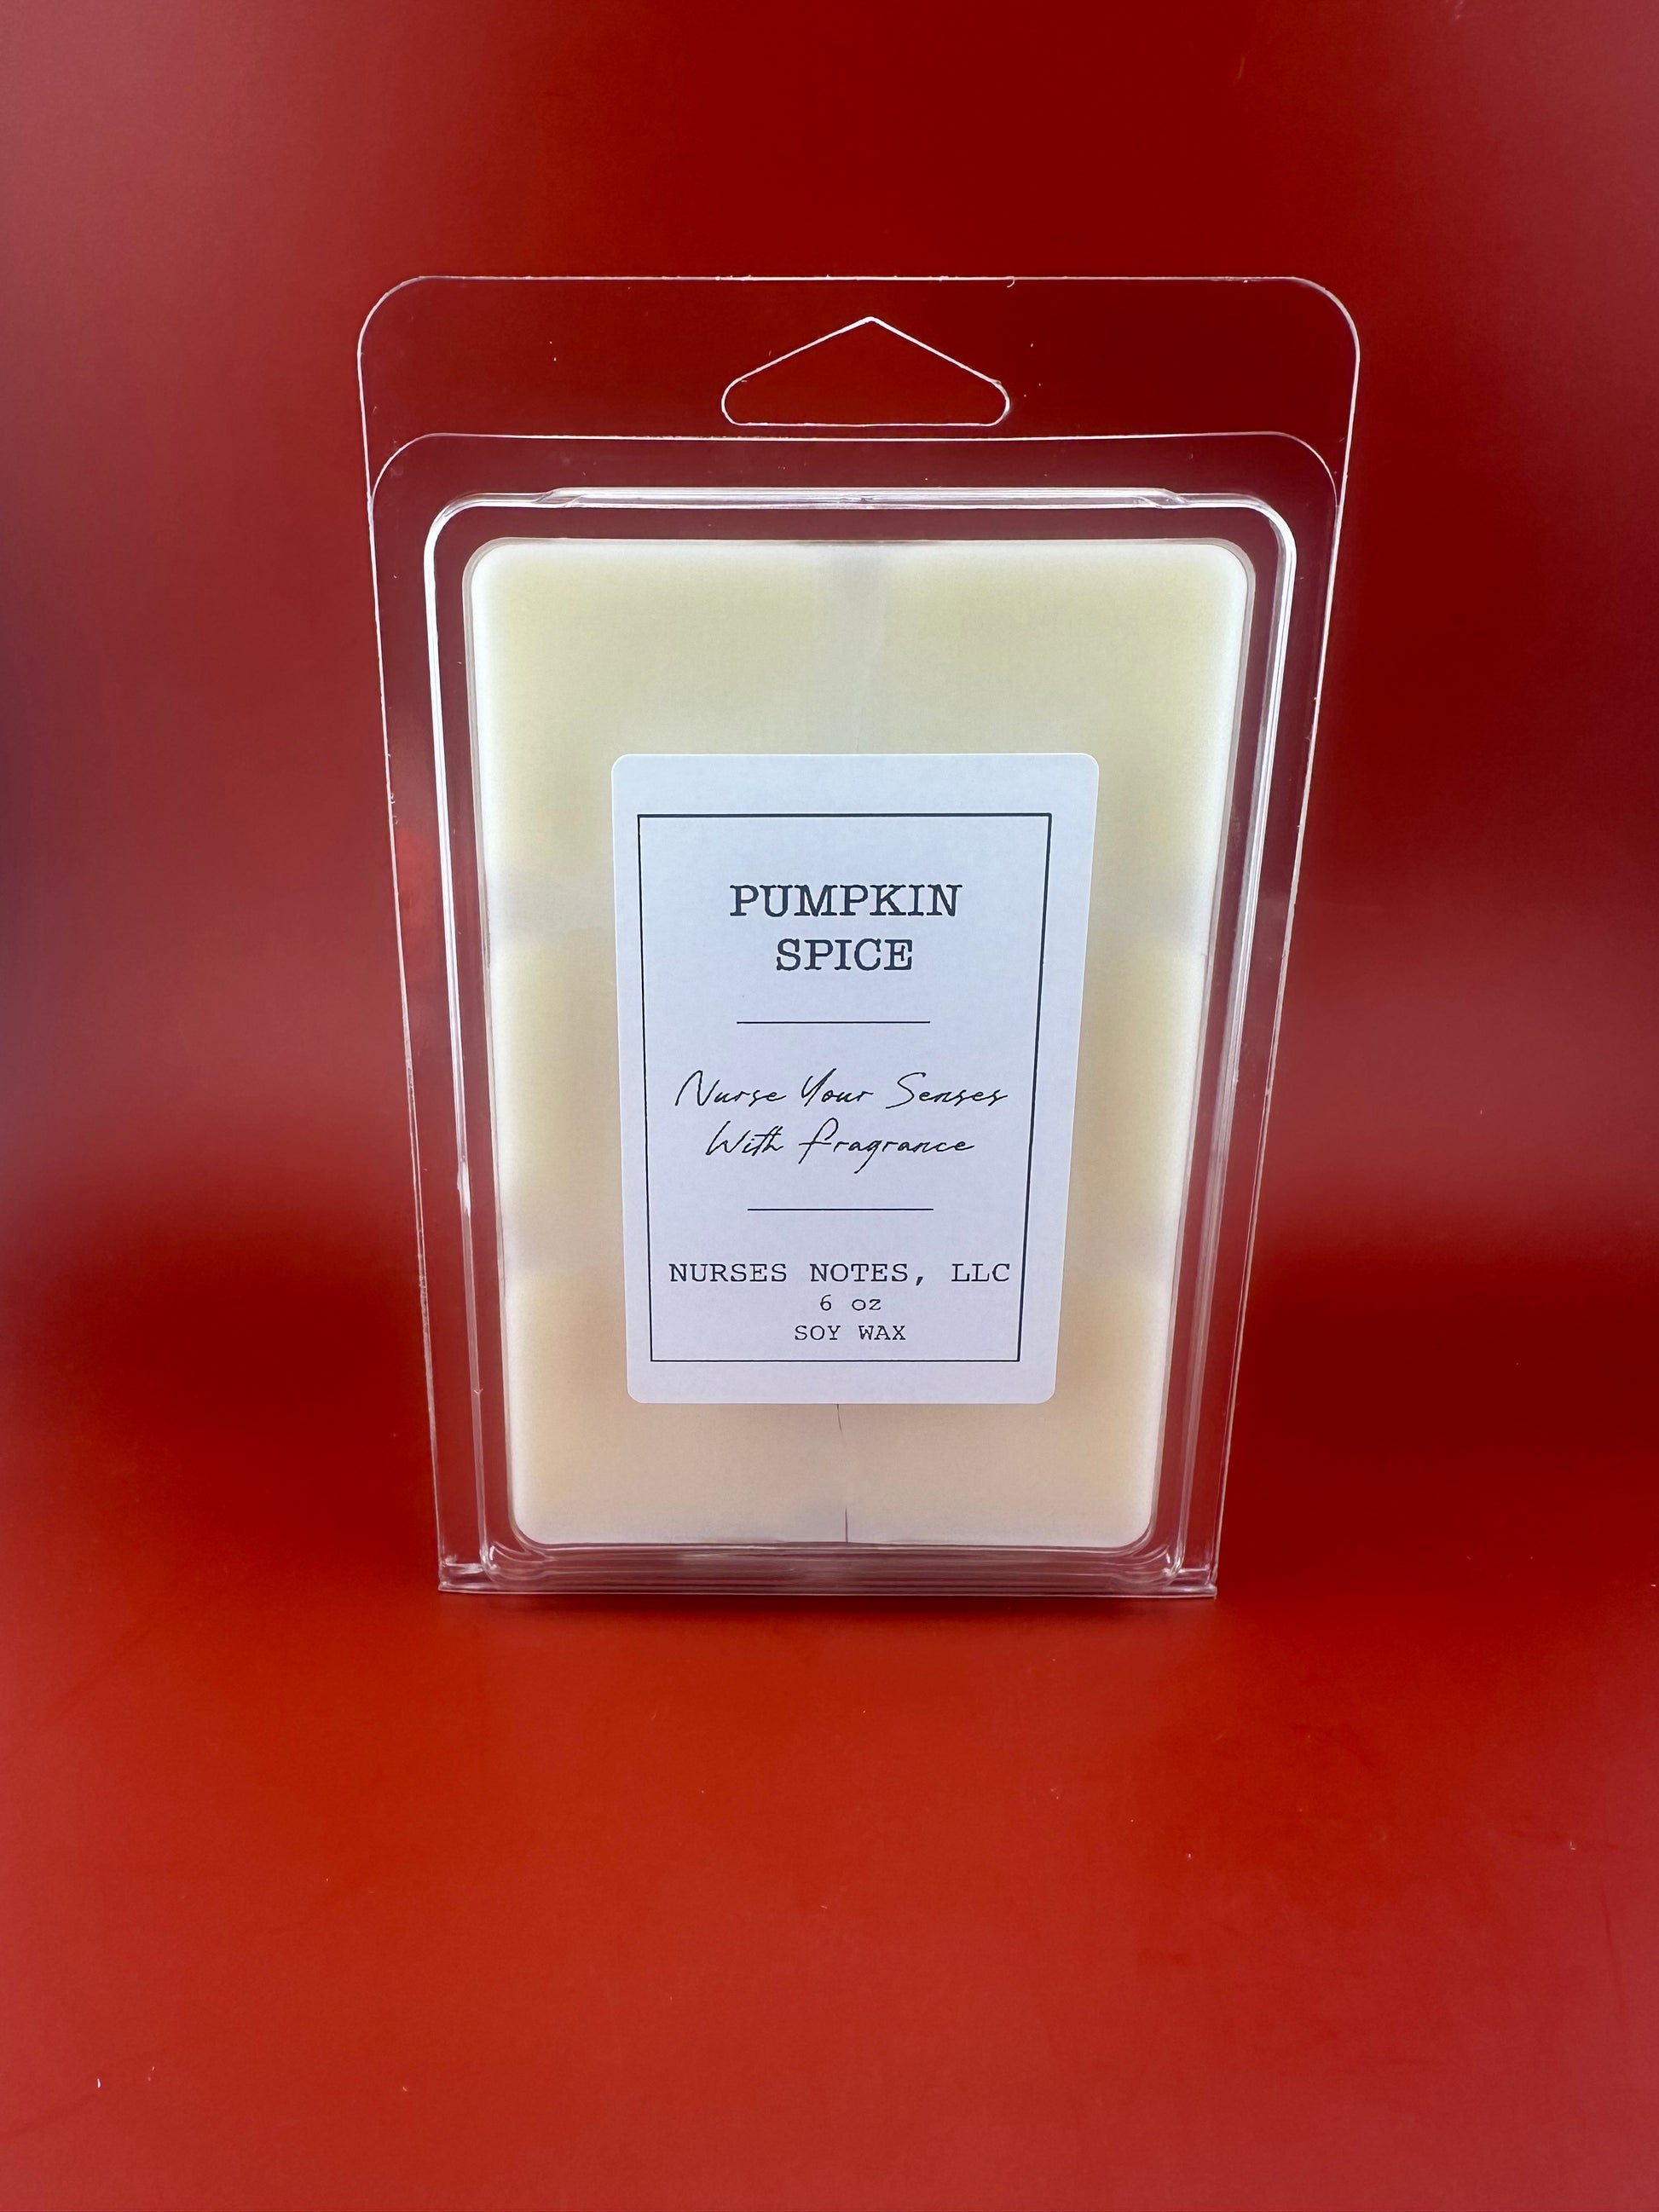 PUMPKIN
SPICE
Nurse Your Senses
With Fragrance
NURSES NOTES, LLC
6 oz
SOY WAX